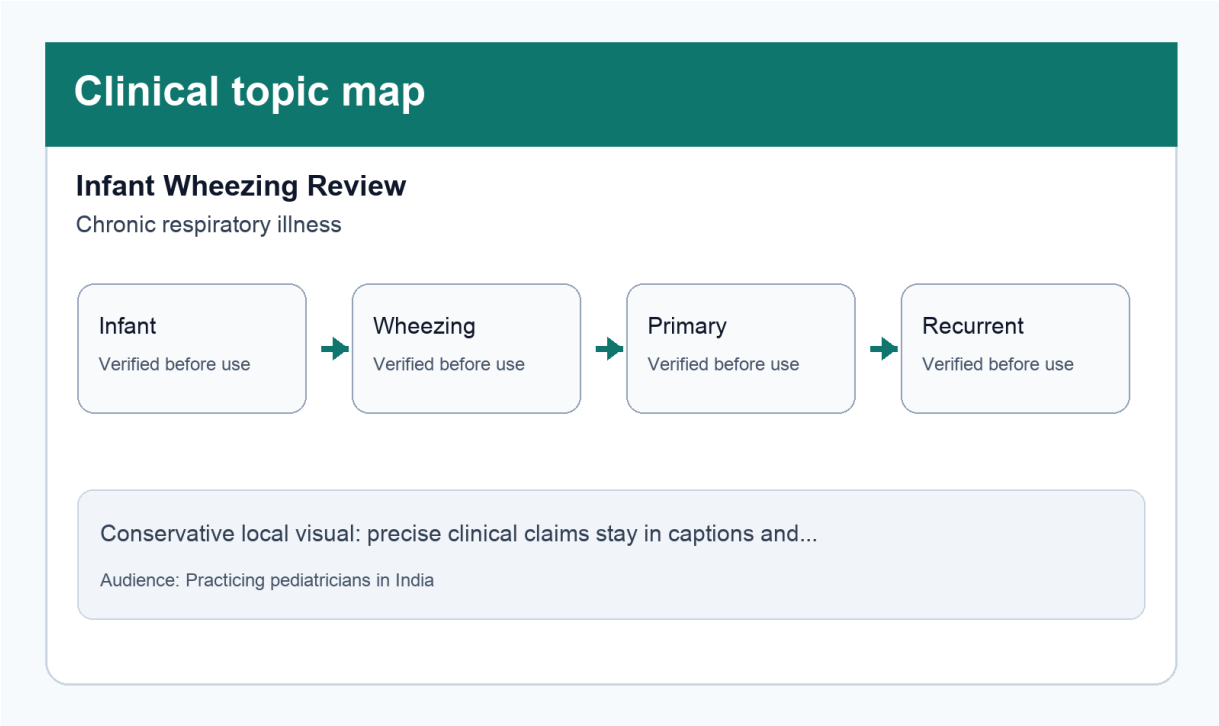 Clinical topic map
Infant Wheezing Review
Chronic respiratory illness
Infant
Verified before use
Wheezing
Verified before use
Primary
Verified before use
Recurrent
Verified before use
Conservative local visual: precise clinical claims stay in captions and...
Audience: Practicing pediatricians in India